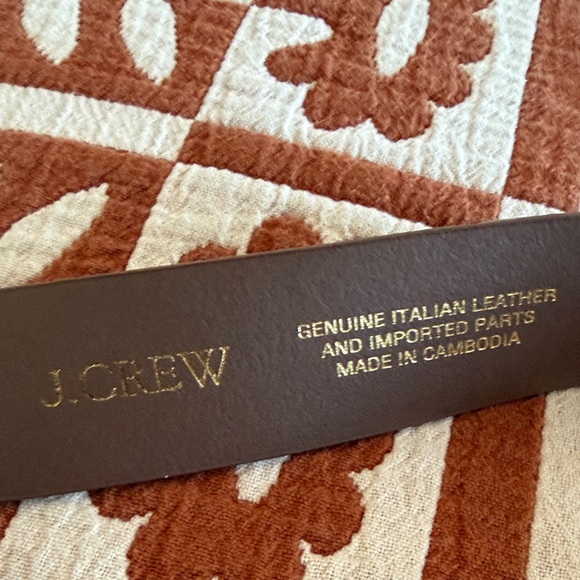 J.CREW
GENUINE ITALIAN LEATHER
AND IMPORTED PARTS
MADE IN CAMBODIA